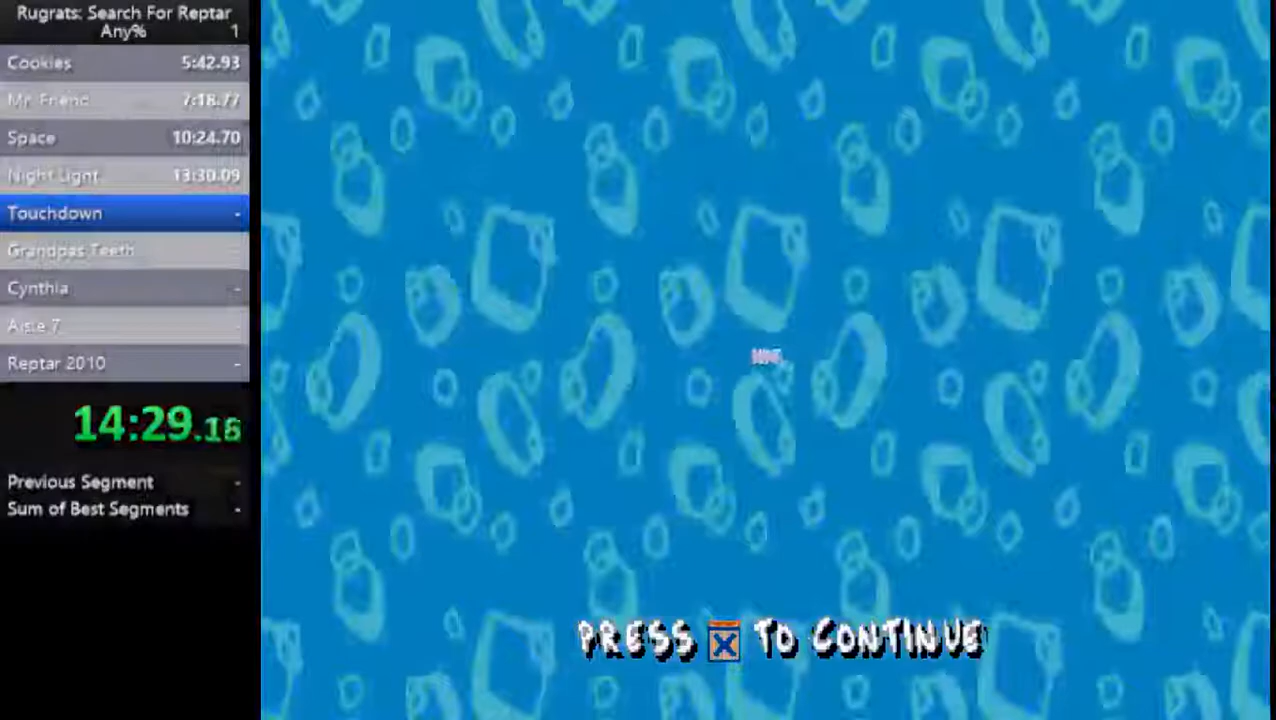 Rugrats: Search For Reptar
Any% 1
Cookies 5:42.93
Mr. Friend 7:18.77
Space 10:24.70
Night Light 13:30.09
Touchdown -
Grandpas Teeth -
Cynthia -
Aisle 7 -
Reptar 2010 -
14:29.16
Previous Segment -
Sum of Best Segments -
PRESS X TO CONTINUE